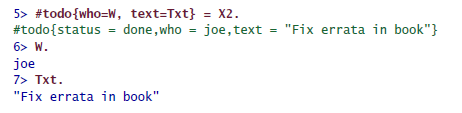 5> #todo{who=W, text=Txt} = X2.
#todo{status = done,who = joe,text = "Fix errata in book"}
6> W.
joe
7> Txt.
"Fix errata in book"